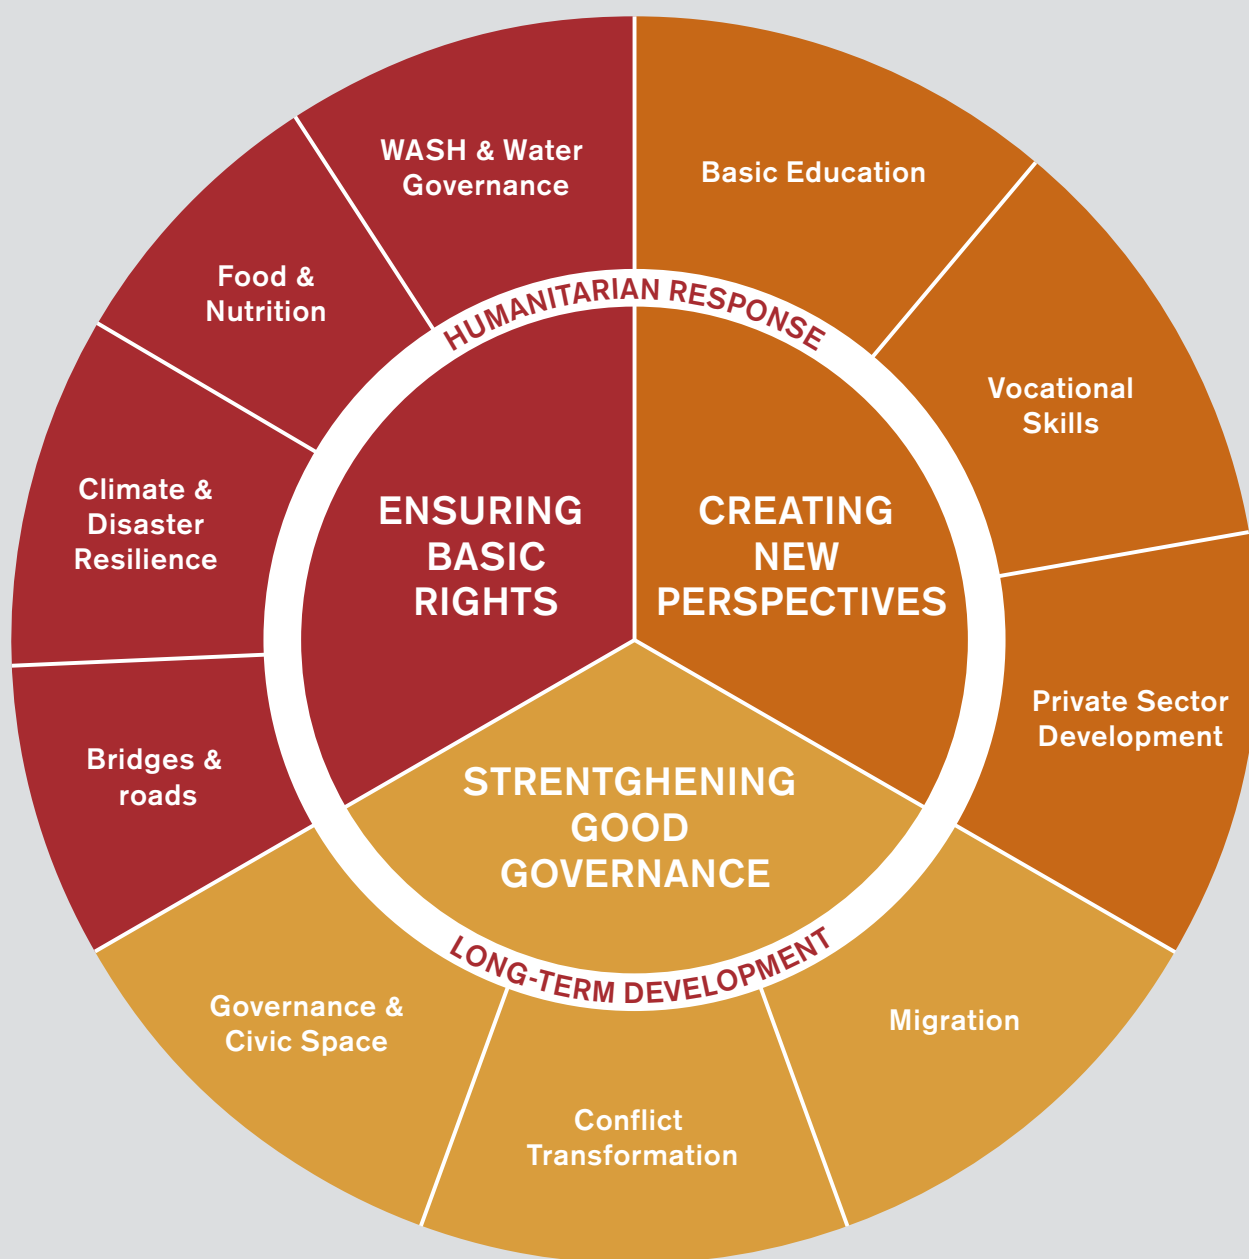 WASH & Water
Governance
Basic Education
Food &
Nutrition
HUMANITARIAN RESPONSE
Vocational
Skills
Climate &
Disaster
Resilience
ENSURING
BASIC
RIGHTS
CREATING
NEW
PERSPECTIVES
Private Sector
Development
Bridges &
roads
STRENTGHENING
GOOD
GOVERNANCE
LONG-TERM DEVELOPMENT
Governance &
Civic Space
Migration
Conflict
Transformation